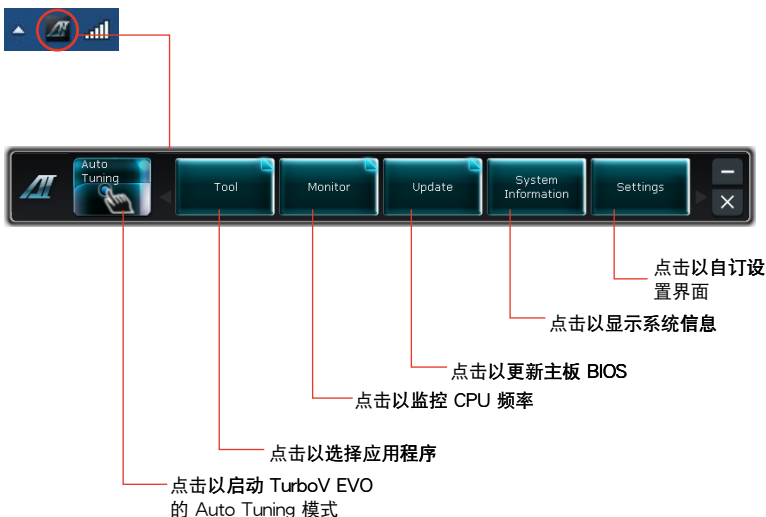 Auto
Tuning
Tool
Monitor
Update
System
Information
Settings
点击以自订设
置界面
点击以显示系统信息
点击以更新主板 BIOS
点击以监控 CPU 频率
点击以选择应用程序
点击以启动 TurboV EVO
的 Auto Tuning 模式